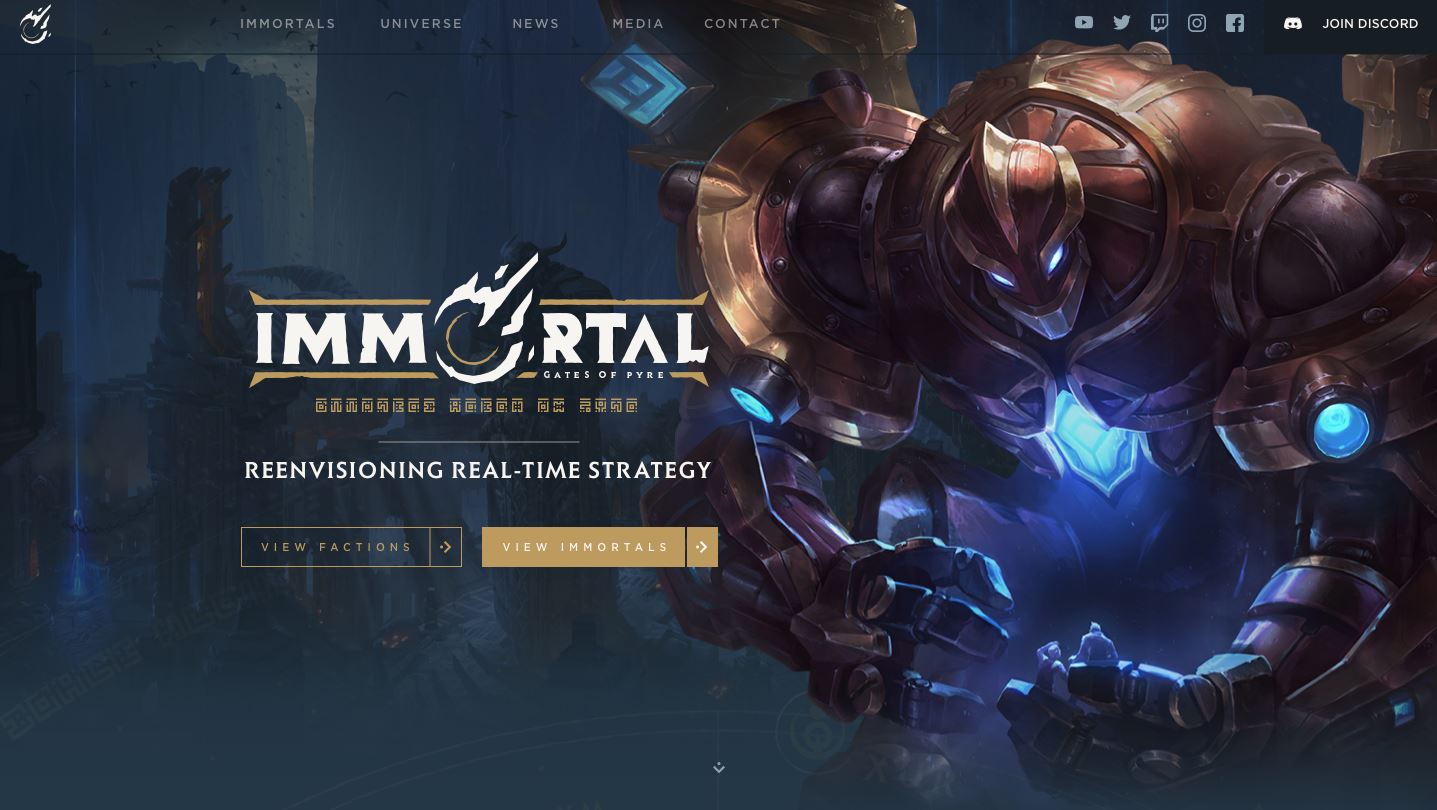 IMMORTALS UNIVERSE NEWS MEDIA CONTACT JOIN DISCORD
IMMORTAL
GATES OF PYRE
REENVISIONING REAL-TIME STRATEGY
VIEW FACTIONS VIEW IMMORTALS